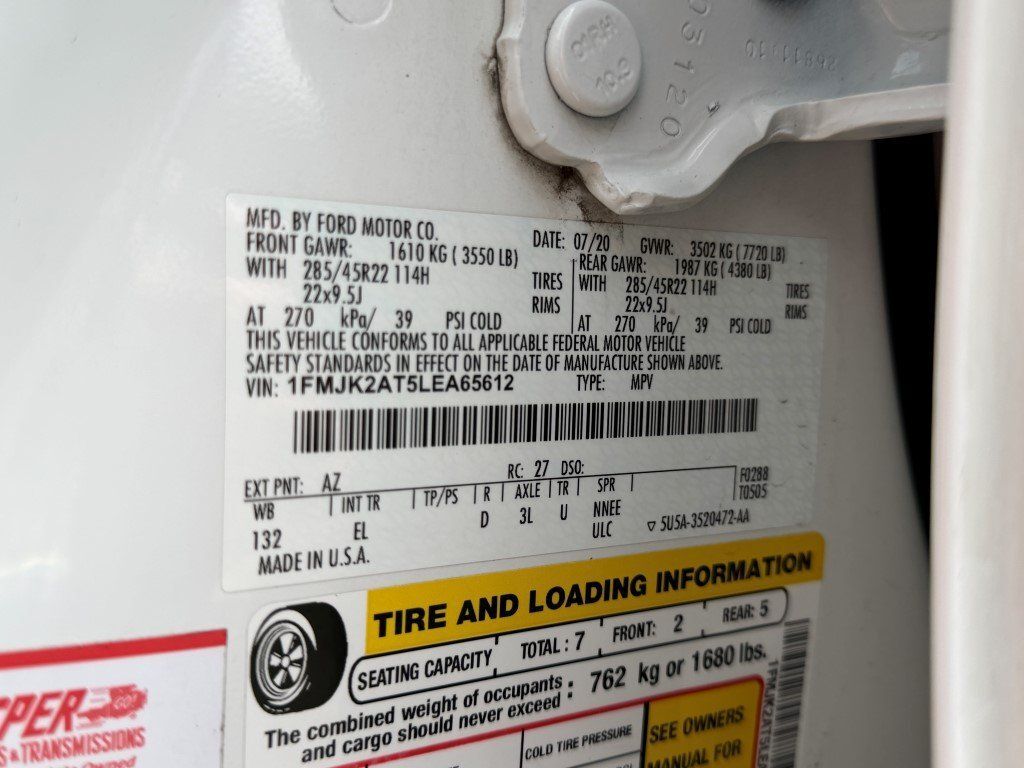 03120
MFD. BY FORD MOTOR CO.
DATE: 07/20 GVWR: 3502 KG ( 7720 LB)
FRONT GAWR: 1610 KG ( 3550 LB)
WITH 285/45R22 114H TIRES
22x9.5J RIMS
AT 270 kPa/ 39 PSI COLD
REAR GAWR: 1987 KG ( 4380 LB)
WITH 285/45R22 114H TIRES
22x9.5J RIMS
AT 270 kPa/ 39 PSI COLD
THIS VEHICLE CONFORMS TO ALL APPLICABLE FEDERAL MOTOR VEHICLE
SAFETY STANDARDS IN EFFECT ON THE DATE OF MANUFACTURE SHOWN ABOVE.
VIN: 1FMJK2AT5LEA65612 TYPE: MPV
EXT PNT: AZ RC: 27 DSO:
WB INT TR TP/PS R AXLE TR SPR
F0288
T0505
132 EL D 3L U NNEE
ULC ▽ 5U5A-3520472-AA
MADE IN U.S.A.
TIRE AND LOADING INFORMATION
SEATING CAPACITY TOTAL : 7 FRONT: 2 REAR: 5
The combined weight of occupants : 762 kg or 1680 lbs.
and cargo should never exceed
COLD TIRE PRESSURE
SEE OWNERS
MANUAL FOR
PER GO!
S & TRANSMISSIONS
Owned